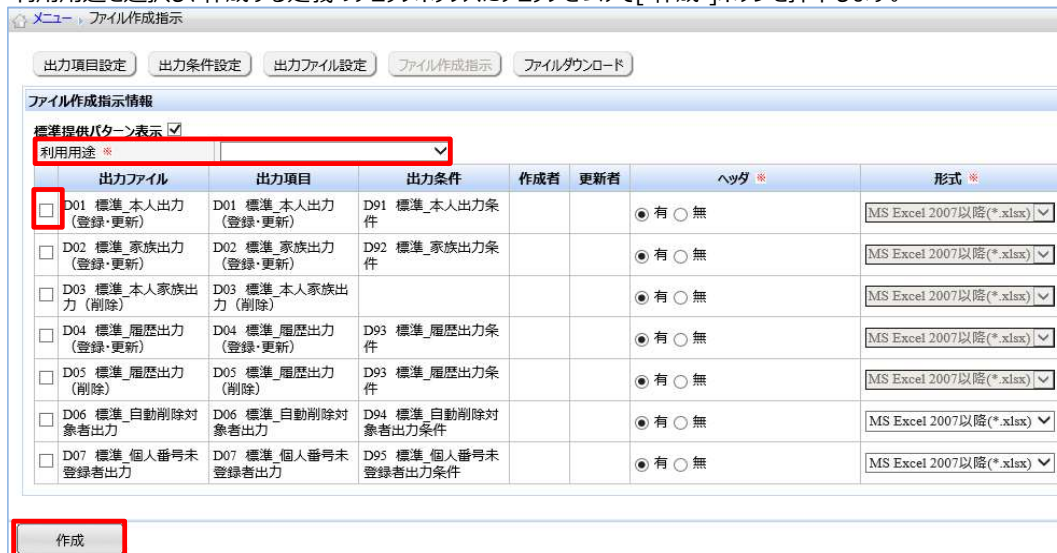 メニュー › ファイル作成指示
出力項目設定 出力条件設定 出力ファイル設定 ファイル作成指示 ファイルダウンロード
ファイル作成指示情報
標準提供パターン表示
利用用途 ※
出力ファイル 出力項目 出力条件 作成者 更新者 ヘッダ ※ 形式 ※
D01 標準_本人出力 D01 標準_本人出力 D91 標準_本人出力条
(登録・更新) (登録・更新) 件 有 無 MS Excel 2007以降(*.xlsx)
D02 標準_家族出力 D02 標準_家族出力 D92 標準_家族出力条
(登録・更新) (登録・更新) 件 有 無 MS Excel 2007以降(*.xlsx)
D03 標準_本人家族出 D03 標準_本人家族出
力(削除) 力(削除) 有 無 MS Excel 2007以降(*.xlsx)
D04 標準_履歴出力 D04 標準_履歴出力 D93 標準_履歴出力条
(登録・更新) (登録・更新) 件 有 無 MS Excel 2007以降(*.xlsx)
D05 標準_履歴出力 D05 標準_履歴出力 D93 標準_履歴出力条
(削除) (削除) 件 有 無 MS Excel 2007以降(*.xlsx)
D06 標準_自動削除対 D06 標準_自動削除対 D94 標準_自動削除対
象者出力 象者出力 象者出力条件 有 無 MS Excel 2007以降(*.xlsx)
D07 標準_個人番号未 D07 標準_個人番号未 D95 標準_個人番号未
登録者出力 登録者出力 登録者出力条件 有 無 MS Excel 2007以降(*.xlsx)
作成